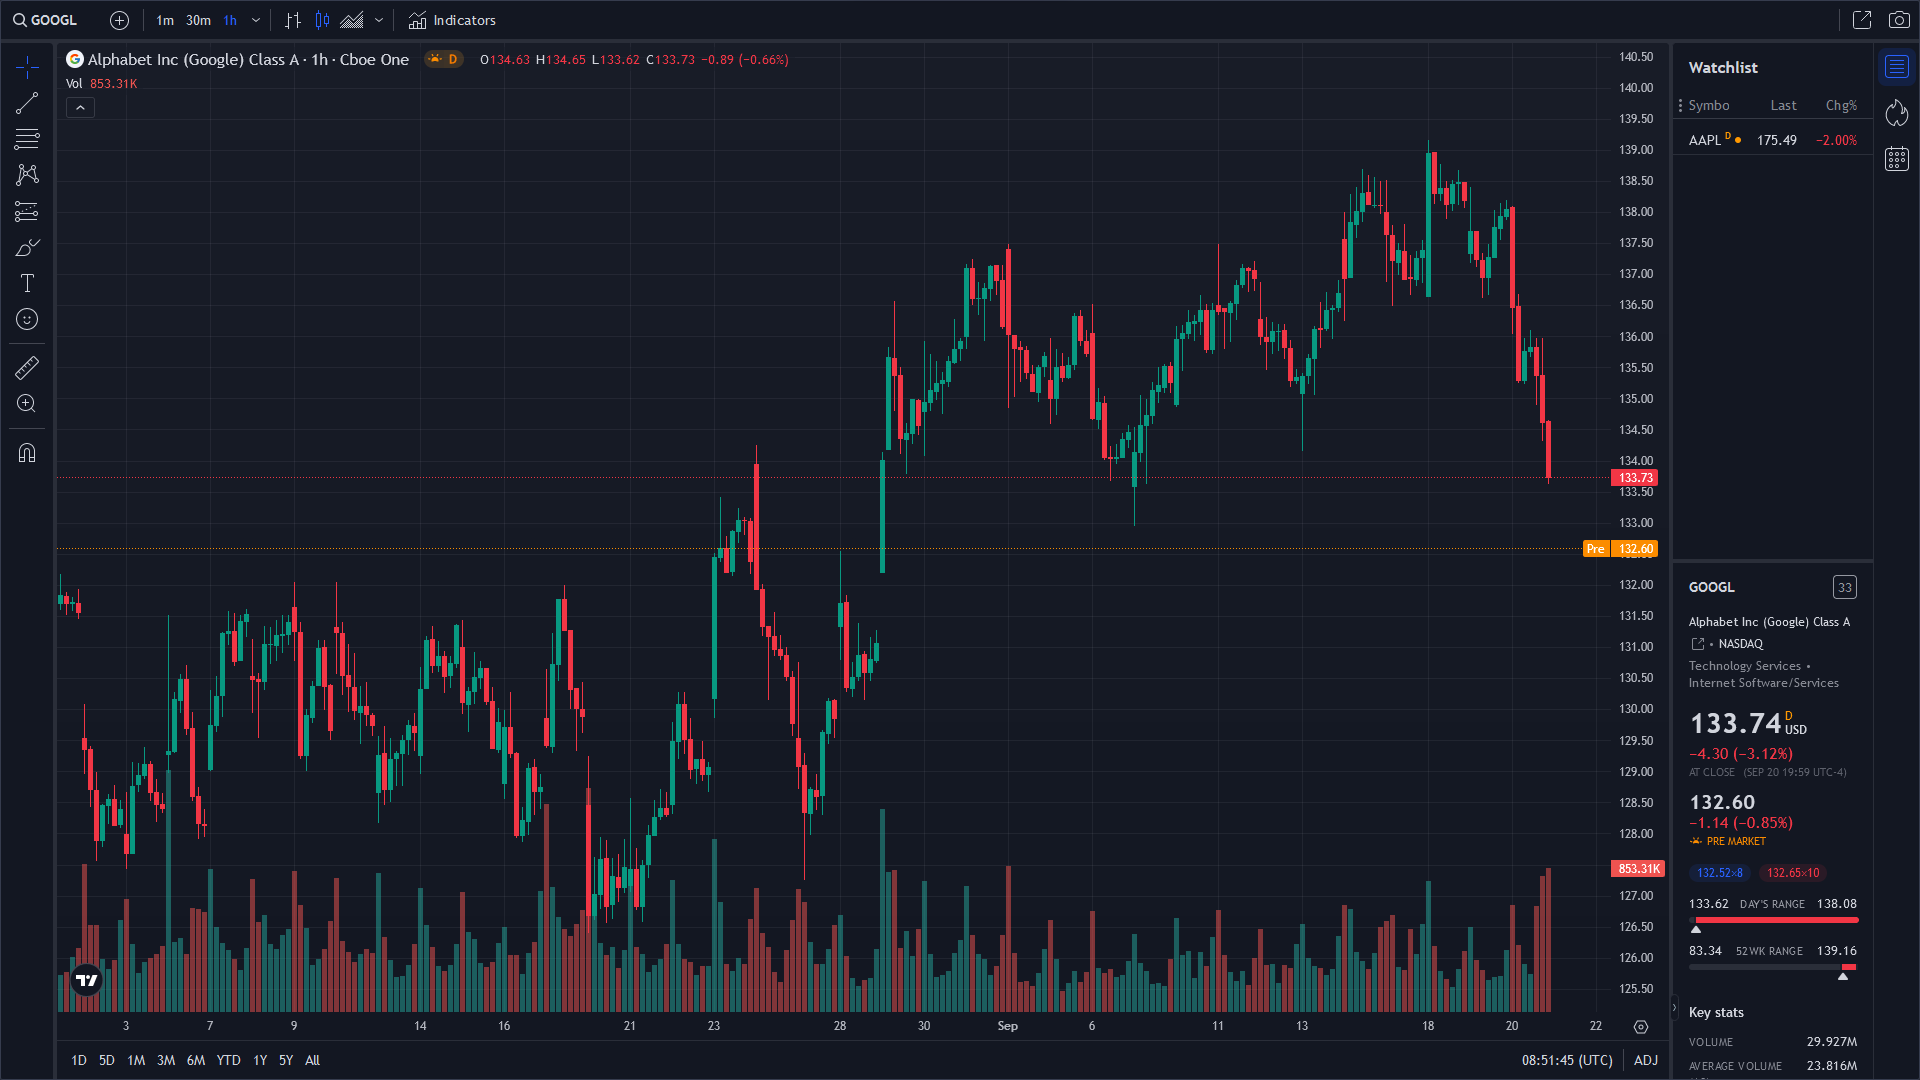 GOOGL 1m 30m 1h Indicators
Alphabet Inc (Google) Class A · 1h · Cboe One D O134.63 H134.65 L133.62 C133.73 −0.89 (−0.66%)
Vol 853.31K
140.50
140.00
139.50
139.00
138.50
138.00
137.50
137.00
136.50
136.00
135.50
135.00
134.50
134.00
133.73
133.50
133.00
Pre 132.60
132.00
131.50
131.00
130.50
130.00
129.50
129.00
128.50
128.00
853.31K
127.00
126.50
126.00
125.50
3 7 9 14 16 21 23 28 30 Sep 6 11 13 18 20 22
1D 5D 1M 3M 6M YTD 1Y 5Y All 08:51:45 (UTC) ADJ
Watchlist
Symbo Last Chg%
AAPL D 175.49 −2.00%
GOOGL 33
Alphabet Inc (Google) Class A
• NASDAQ
Technology Services •
Internet Software/Services
133.74 D USD
−4.30 (−3.12%)
AT CLOSE (SEP 20 19:59 UTC-4)
132.60
−1.14 (−0.85%)
PRE MARKET
132.52×8 132.65×10
133.62 DAY'S RANGE 138.08
83.34 52WK RANGE 139.16
Key stats
VOLUME 29.927M
AVERAGE VOLUME 23.816M